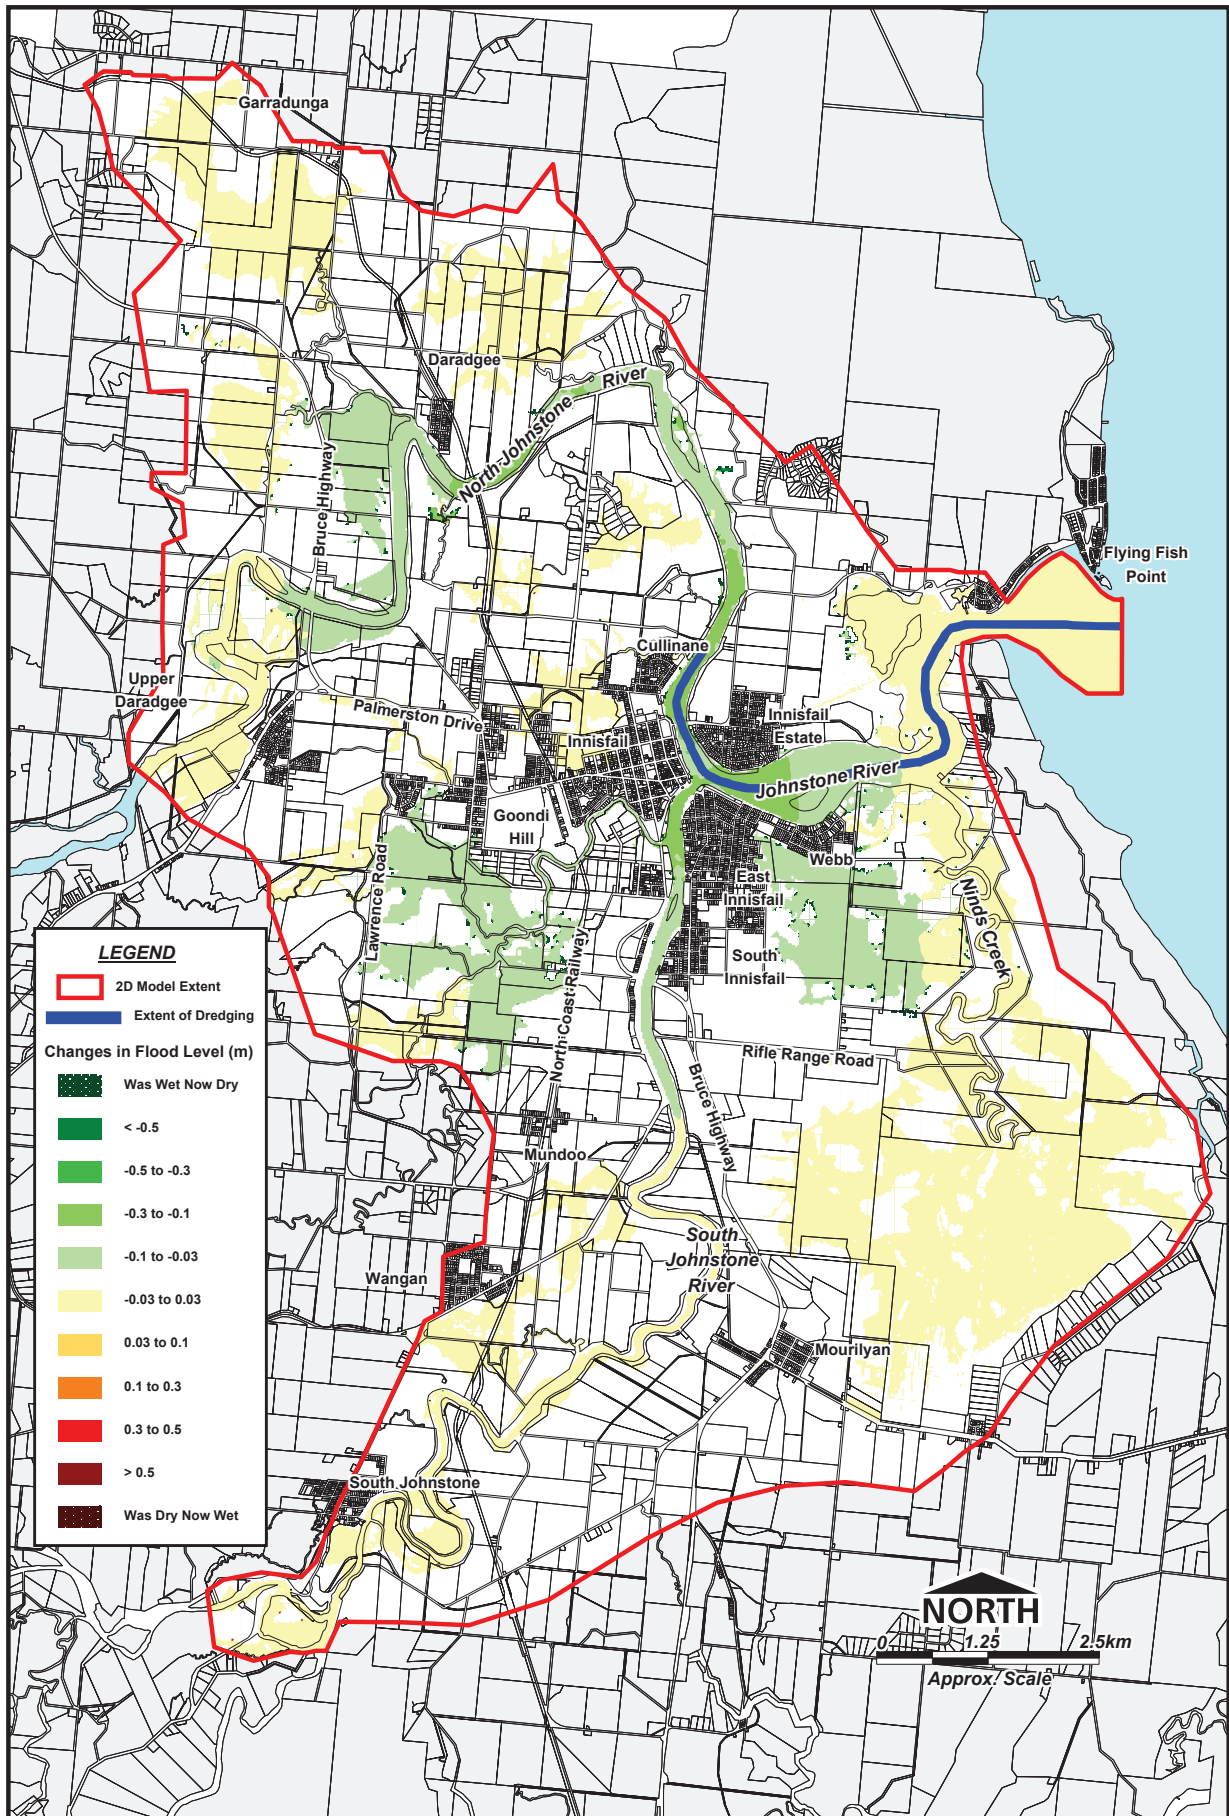 Garradunga
Daradgee
North Johnstone River
Bruce Highway
Flying Fish
Point
Cullinane
Upper
Daradgee
Palmerston Drive
Innisfail
Estate
Innisfail
Johnstone River
Goondi
Hill
Webb
Lawrence Road
East
Innisfail
Ninds Creek
North Coast Railway
South
Innisfail
Rifle Range Road
Bruce Highway
Mundoo
South
Johnstone
River
Wangan
Mourilyan
South Johnstone
LEGEND
2D Model Extent
Extent of Dredging
Changes in Flood Level (m)
Was Wet Now Dry
< -0.5
-0.5 to -0.3
-0.3 to -0.1
-0.1 to -0.03
-0.03 to 0.03
0.03 to 0.1
0.1 to 0.3
0.3 to 0.5
> 0.5
Was Dry Now Wet
NORTH
0 1.25 2.5km
Approx. Scale